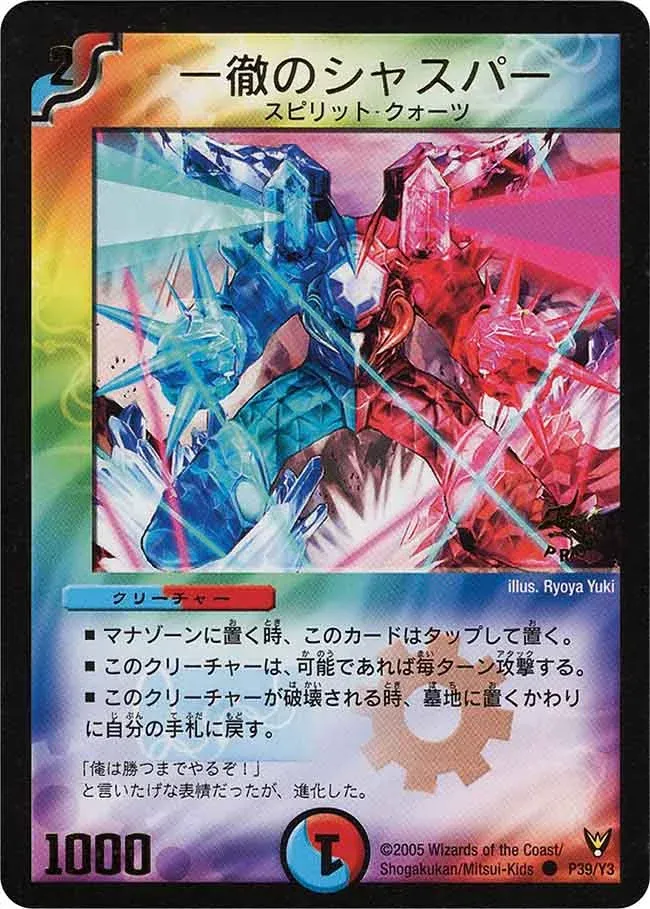 2
一徹のシャスパー
スピリット・クォーツ
illus. Ryoya Yuki
クリーチャー
■ マナゾーンに置く時、このカードはタップして置く。
■ このクリーチャーは、可能であれば毎ターン攻撃する。
■ このクリーチャーが破壊される時、墓地に置くかわり
に自分の手札に戻す。
「俺は勝つまでやるぞ！」
と言いたげな表情だったが、進化した。
1000
1
©2005 Wizards of the Coast/
Shogakukan/Mitsui-Kids ● P39/Y3